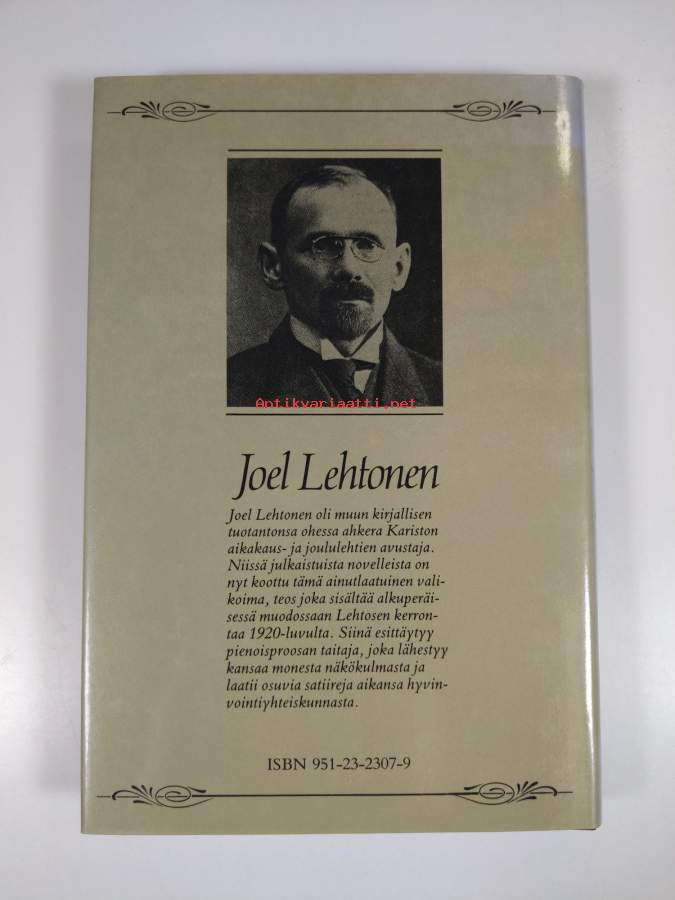 Antikvariaatti.net
Joel Lehtonen
Joel Lehtonen oli muun kirjallisen
tuotantonsa ohessa ahkera Kariston
aikakaus- ja joululehtien avustaja.
Niissä julkaistuista novelleista on
nyt koottu tämä ainutlaatuinen vali-
koima, teos joka sisältää alkuperäi-
sessä muodossaan Lehtosen kerron-
taa 1920-luvulta. Siinä esittäytyy
pienoisproosan taitaja, joka lähestyy
kansaa monesta näkökulmasta ja
laatii osuvia satiireja aikansa hyvin-
vointiyhteiskunnasta.
ISBN 951-23-2307-9